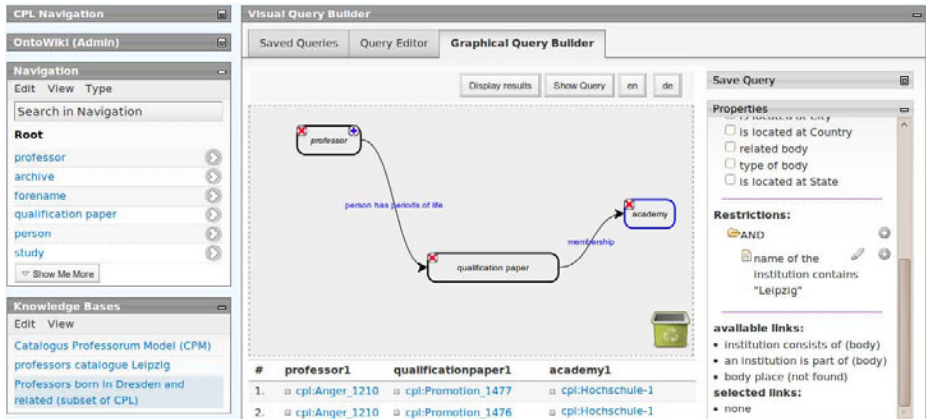 CPL Navigation
OntoWiki (Admin)
Navigation
Edit View Type
Search in Navigation
Root
professor
archive
forename
qualification paper
person
study
Show Me More
Knowledge Bases
Edit View
Catalogus Professorum Model (CPM)
professors catalogue Leipzig
Professors born in Dresden and
related (subset of CPL)
Visual Query Builder
Saved Queries Query Editor Graphical Query Builder
Display results Show Query en de
professor
person has periods of life
academy
membership
qualification paper
# professor1 qualificationpaper1 academy1
1. cpl:Anger_1210 cpl:Promotion_1477 cpl:Hochschule-1
2. cpl:Anger_1210 cpl:Promotion_1476 cpl:Hochschule-1
Save Query
Properties
is located at City
is located at Country
related body
type of body
is located at State
Restrictions:
AND
name of the
institution contains
"Leipzig"
available links:
• institution consists of (body)
• an institution is part of (body)
• body place (not found)
selected links:
• none